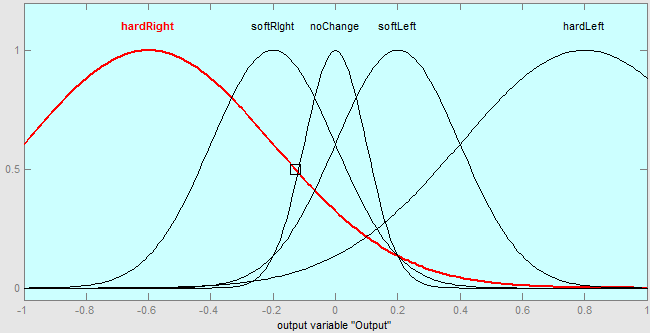 hardRight softRight noChange softLeft hardLeft
1
0.5
0
-1 -0.8 -0.6 -0.4 -0.2 0 0.2 0.4 0.6 0.8 1
output variable "Output"